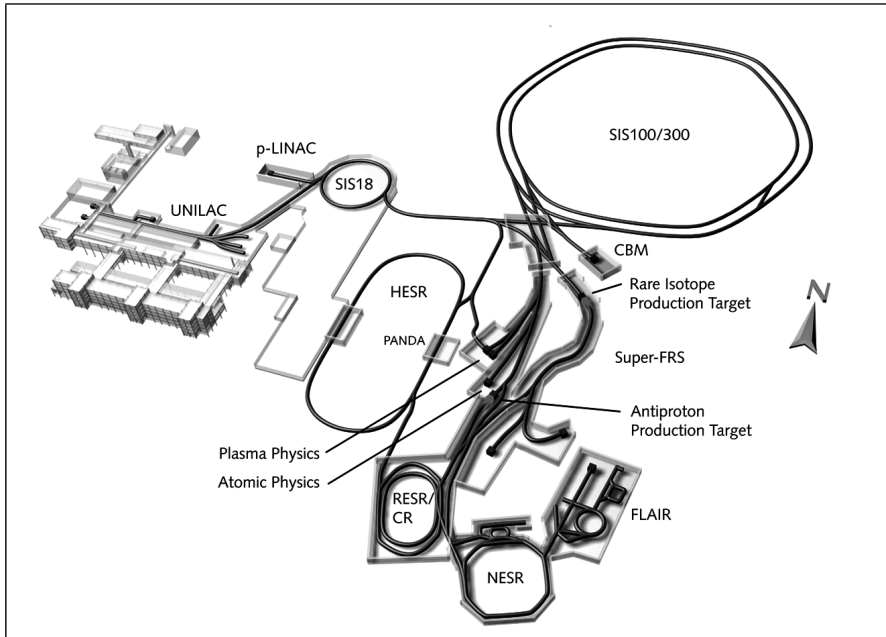 SIS100/300
p-LINAC
SIS18
UNILAC
CBM
Rare Isotope
Production Target
N
HESR
PANDA
Super-FRS
Antiproton
Production Target
Plasma Physics
Atomic Physics
RESR/
CR
FLAIR
NESR